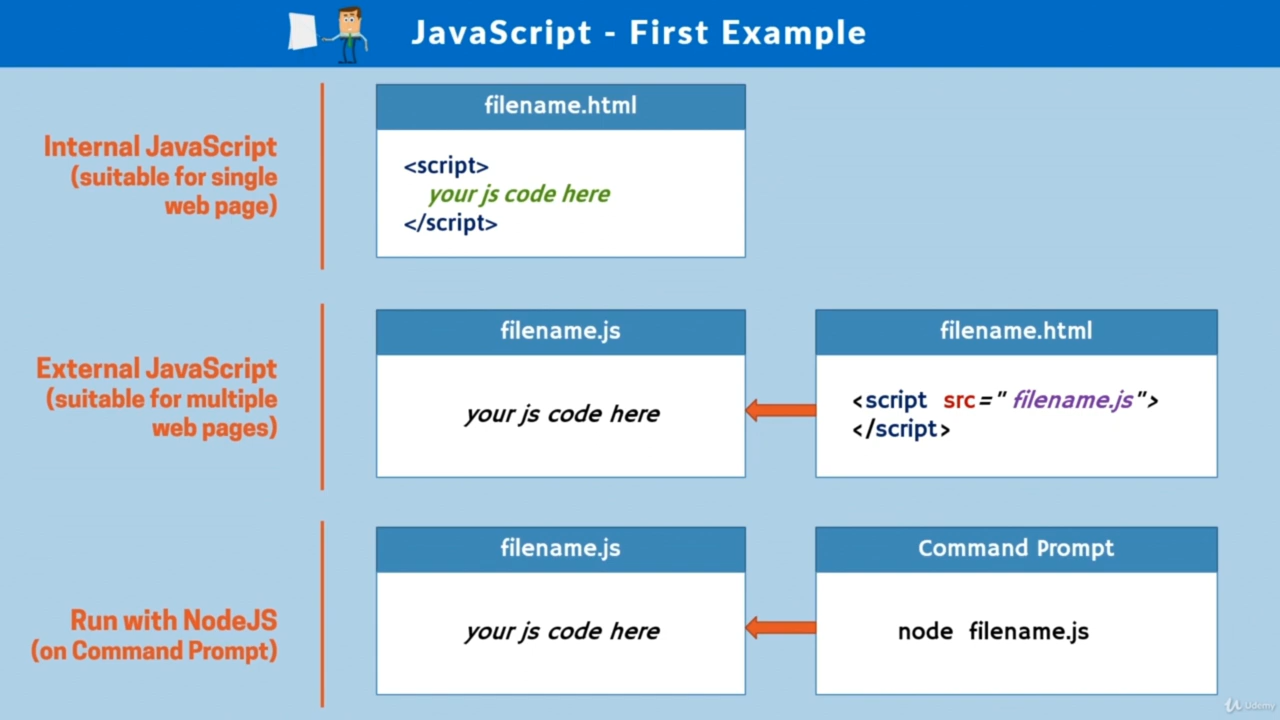 JavaScript - First Example
Internal JavaScript
(suitable for single
web page)
filename.html
<script>
your js code here
</script>
External JavaScript
(suitable for multiple
web pages)
filename.js
your js code here
filename.html
<script src="filename.js">
</script>
Run with NodeJS
(on Command Prompt)
filename.js
your js code here
Command Prompt
node filename.js
Udemy